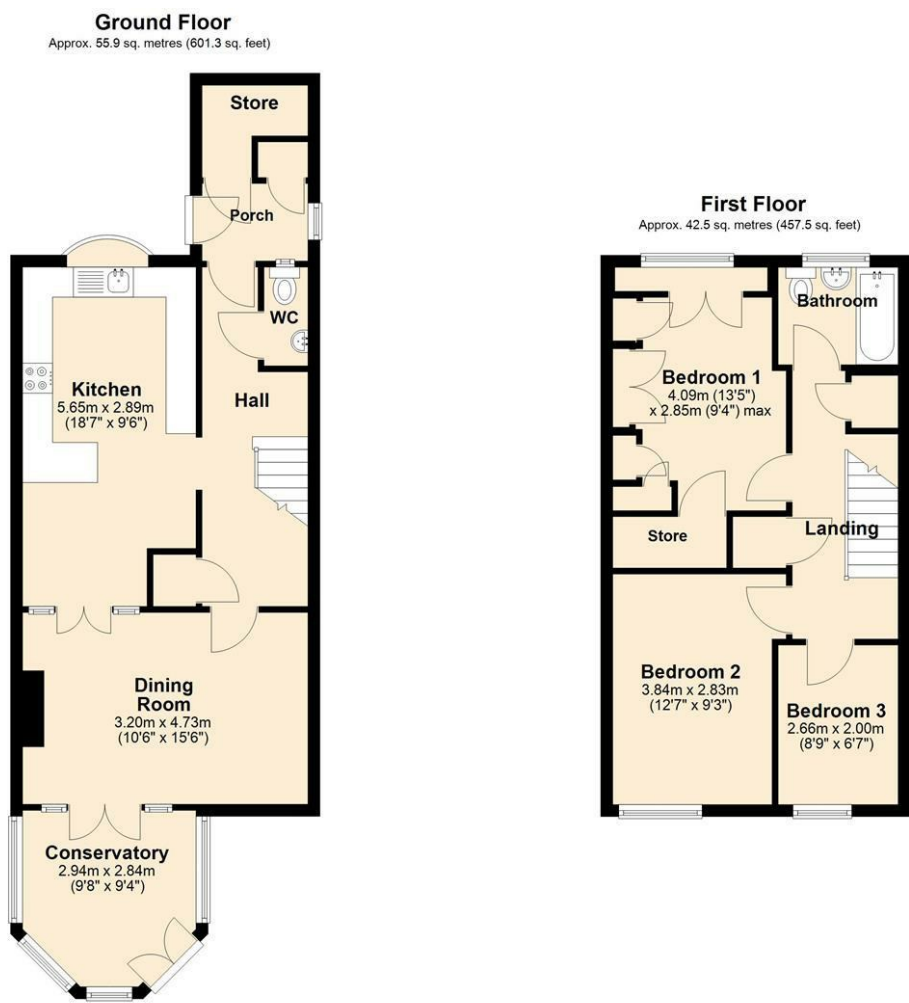 Ground Floor
Approx. 55.9 sq. metres (601.3 sq. feet)
Store
Porch
WC
Kitchen
5.65m x 2.89m
(18'7" x 9'6")
Hall
Dining
Room
3.20m x 4.73m
(10'6" x 15'6")
Conservatory
2.94m x 2.84m
(9'8" x 9'4")
First Floor
Approx. 42.5 sq. metres (457.5 sq. feet)
Bathroom
Bedroom 1
4.09m (13'5")
x 2.85m (9'4") max
Store
Landing
Bedroom 2
3.84m x 2.83m
(12'7" x 9'3")
Bedroom 3
2.66m x 2.00m
(8'9" x 6'7")